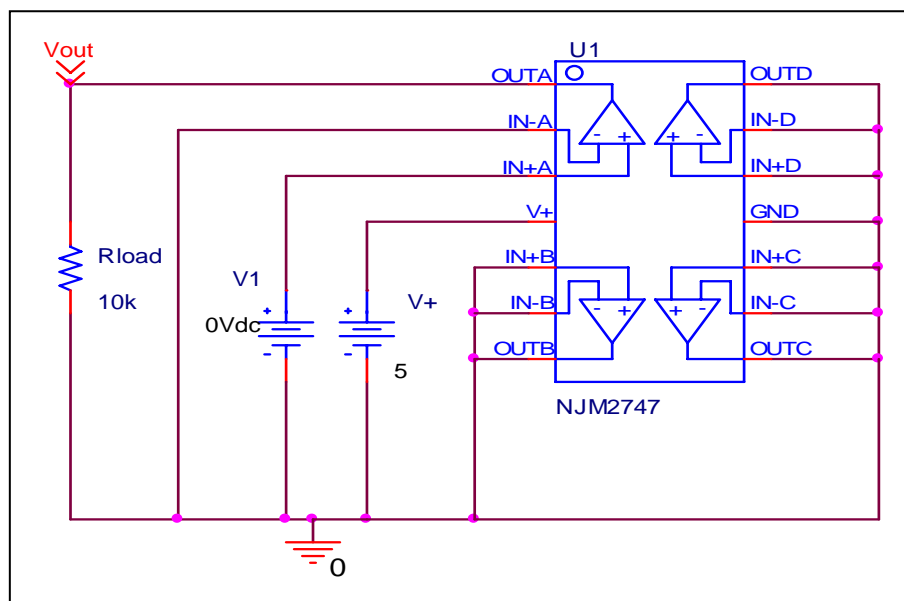 Vout
U1
OUTA
OUTD
IN-A
IN-D
- +
+ -
IN+A
IN+D
V+
GND
Rload
10k
V1
0Vdc
+
-
V+
+
-
5
IN+B
IN+C
- +
+ -
IN-B
IN-C
OUTB
OUTC
NJM2747
0